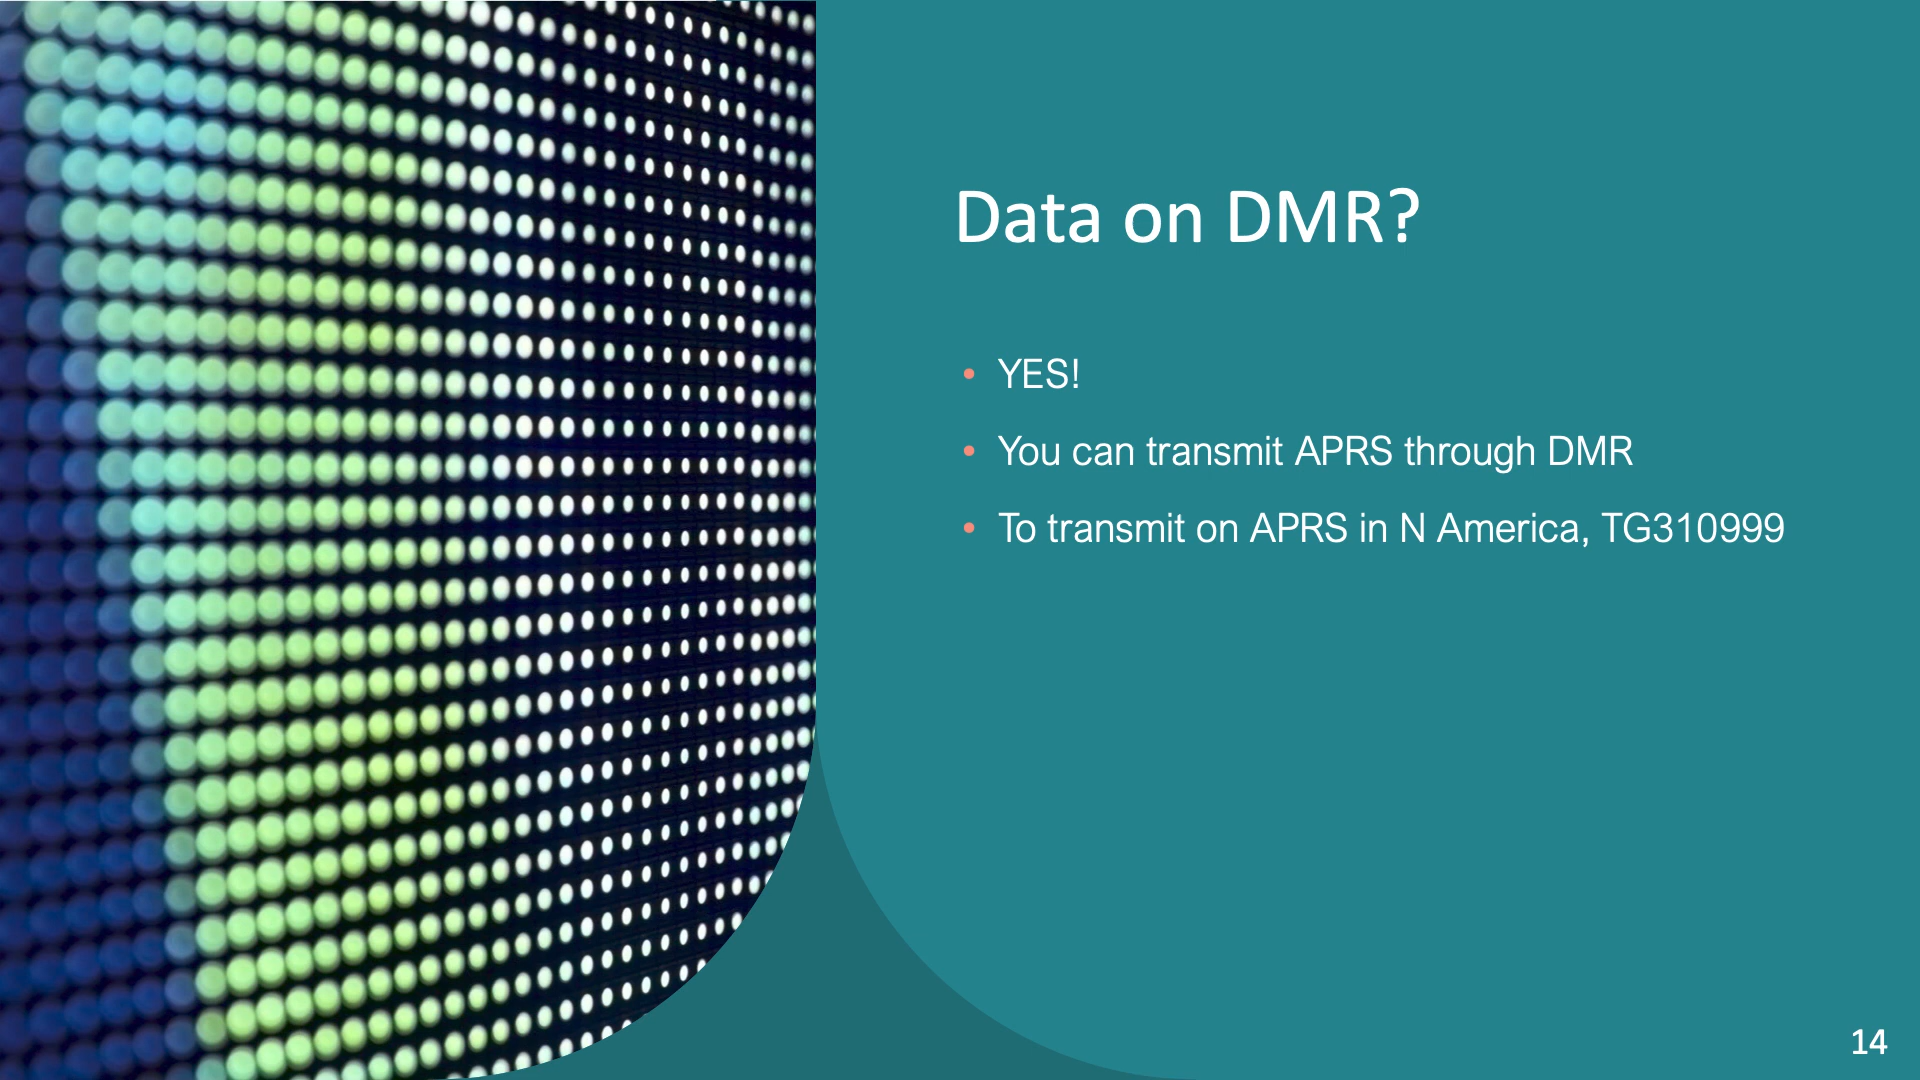 Data on DMR?
• YES!
• You can transmit APRS through DMR
• To transmit on APRS in N America, TG310999
14